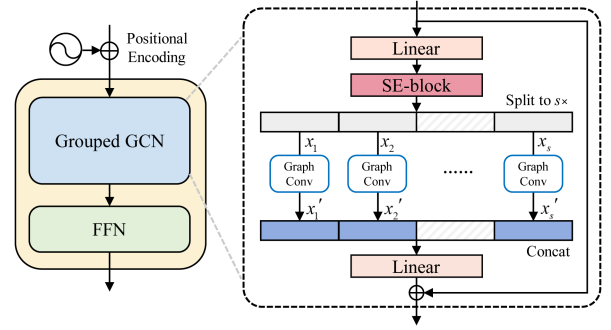 Positional
Encoding
Grouped GCN
FFN
Linear
SE-block
Split to s×
x₁ x₂ xₛ
Graph
Conv
Graph
Conv
......
Graph
Conv
x₁′ x₂′ xₛ′
Concat
Linear